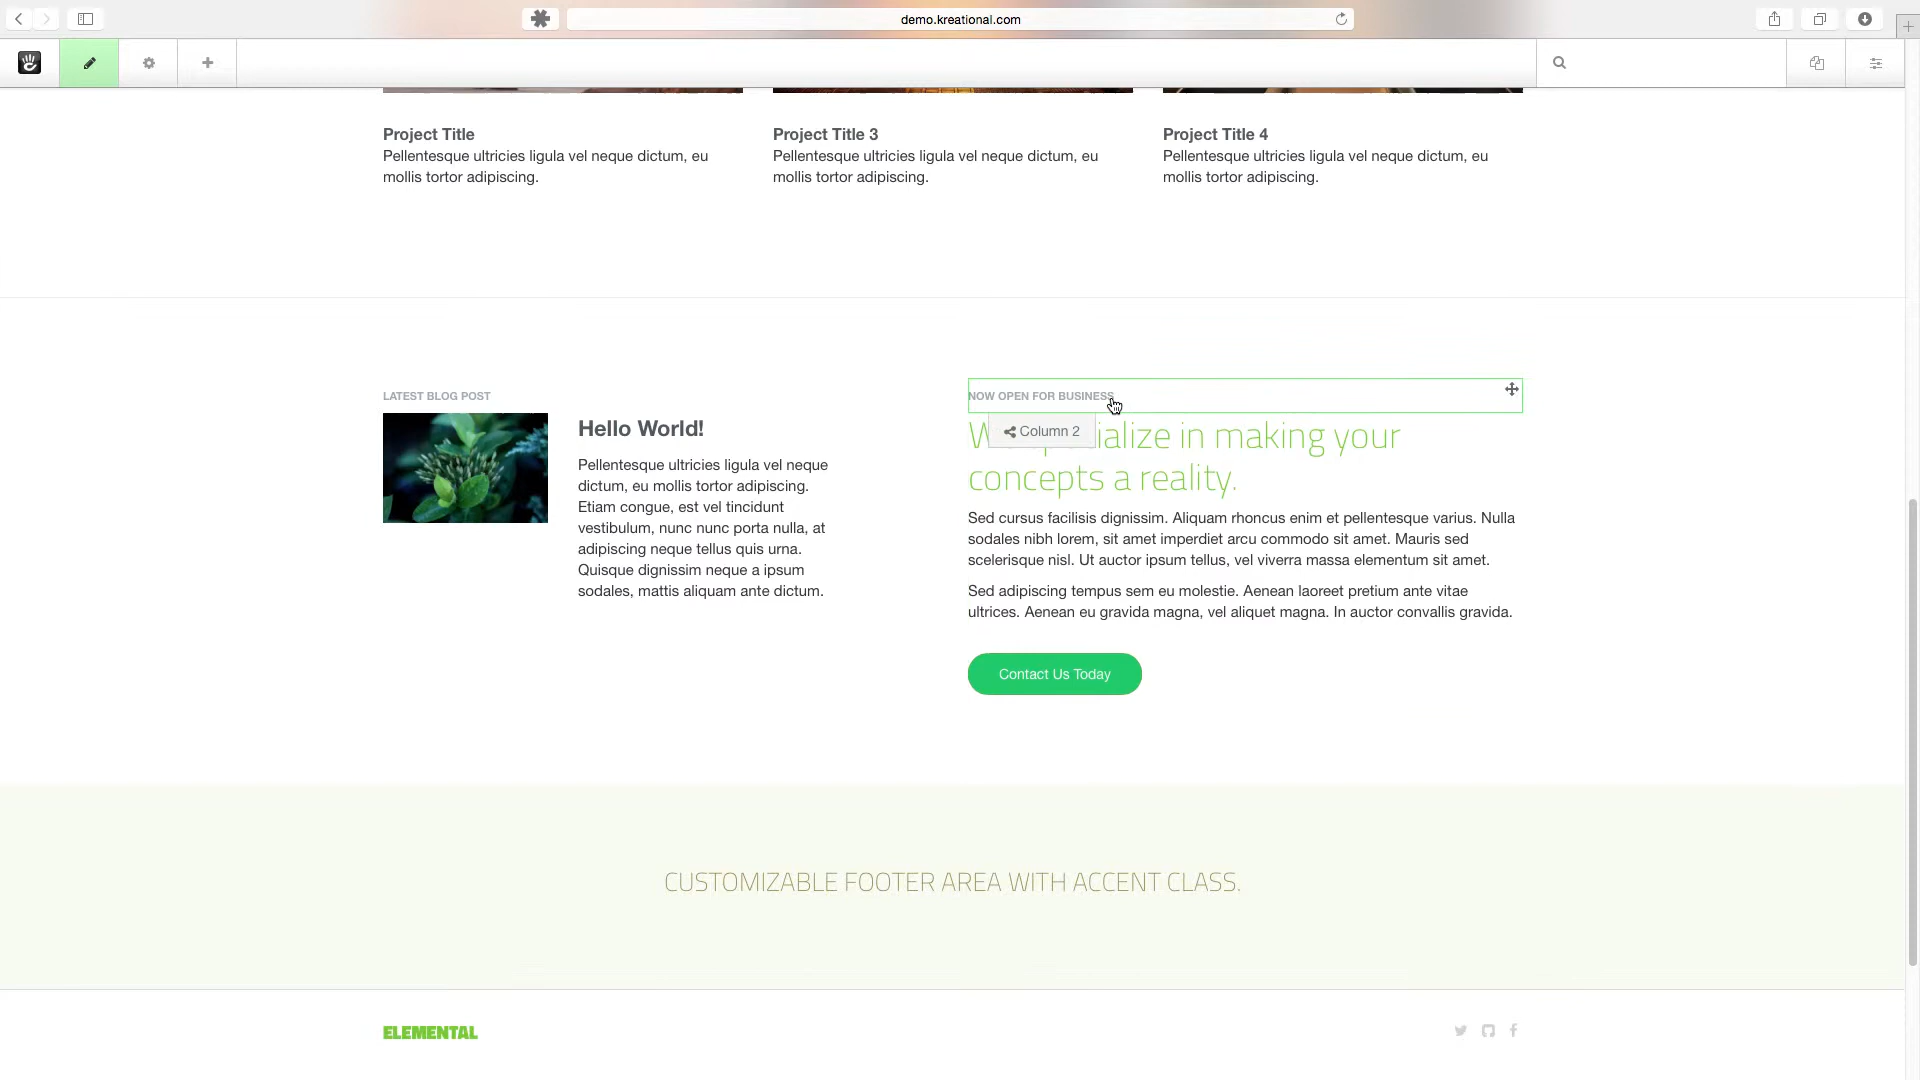 demo.kreational.com
Project Title
Pellentesque ultricies ligula vel neque dictum, eu
mollis tortor adipiscing.
Project Title 3
Pellentesque ultricies ligula vel neque dictum, eu
mollis tortor adipiscing.
Project Title 4
Pellentesque ultricies ligula vel neque dictum, eu
mollis tortor adipiscing.
LATEST BLOG POST
Hello World!
Pellentesque ultricies ligula vel neque
dictum, eu mollis tortor adipiscing.
Etiam congue, est vel tincidunt
vestibulum, nunc nunc porta nulla, at
adipiscing neque tellus quis urna.
Quisque dignissim neque a ipsum
sodales, mattis aliquam ante dictum.
NOW OPEN FOR BUSINESS
Column 2
in making your
concepts a reality.
Sed cursus facilisis dignissim. Aliquam rhoncus enim et pellentesque varius. Nulla
sodales nibh lorem, sit amet imperdiet arcu commodo sit amet. Mauris sed
scelerisque nisl. Ut auctor ipsum tellus, vel viverra massa elementum sit amet.
Sed adipiscing tempus sem eu molestie. Aenean laoreet pretium ante vitae
ultrices. Aenean eu gravida magna, vel aliquet magna. In auctor convallis gravida.
Contact Us Today
CUSTOMIZABLE FOOTER AREA WITH ACCENT CLASS.
ELEMENTAL